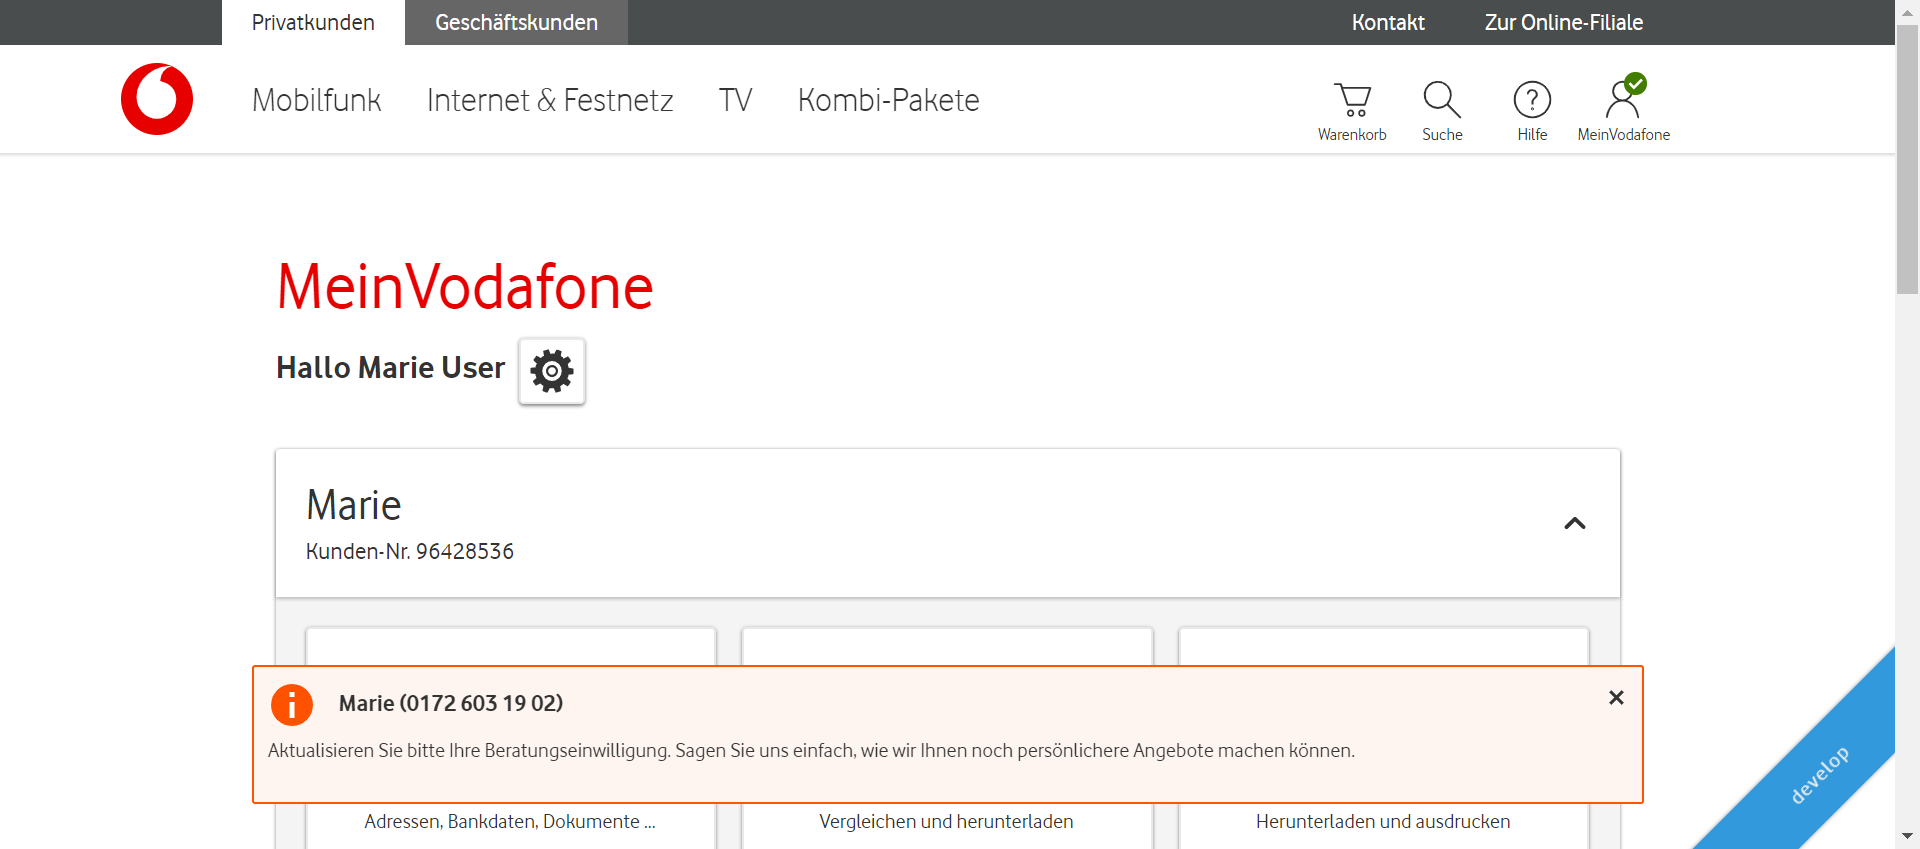 Privatkunden
Geschäftskunden
Kontakt
Zur Online-Filiale
Mobilfunk
Internet & Festnetz
TV
Kombi-Pakete
Warenkorb
Suche
Hilfe
MeinVodafone
MeinVodafone
Hallo Marie User
Marie
Kunden-Nr. 96428536
Marie (0172 603 19 02)
Aktualisieren Sie bitte Ihre Beratungseinwilligung. Sagen Sie uns einfach, wie wir Ihnen noch persönlichere Angebote machen können.
Adressen, Bankdaten, Dokumente ...
Vergleichen und herunterladen
Herunterladen und ausdrucken
develop